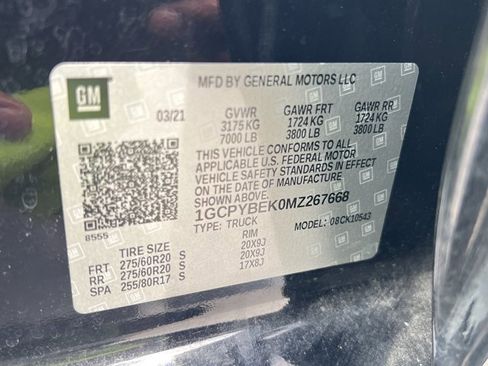 GM
MFD BY GENERAL MOTORS LLC
03/21 GVWR GAWR FRT GAWR RR
3175 KG 1724 KG 1724 KG
7000 LB 3800 LB 3800 LB
THIS VEHICLE CONFORMS TO ALL
APPLICABLE U.S. FEDERAL MOTOR
VEHICLE SAFETY STANDARDS IN EFFECT
ON THE DATE OF MANUFACTURE
SHOWN ABOVE.
1GCPYBEK0MZ267668
8555 TYPE: TRUCK MODEL: 08CK10543
TIRE SIZE RIM
FRT 275/60R20 S 20X9J
RR 275/60R20 S 20X9J
SPA 255/80R17 S 17X8J